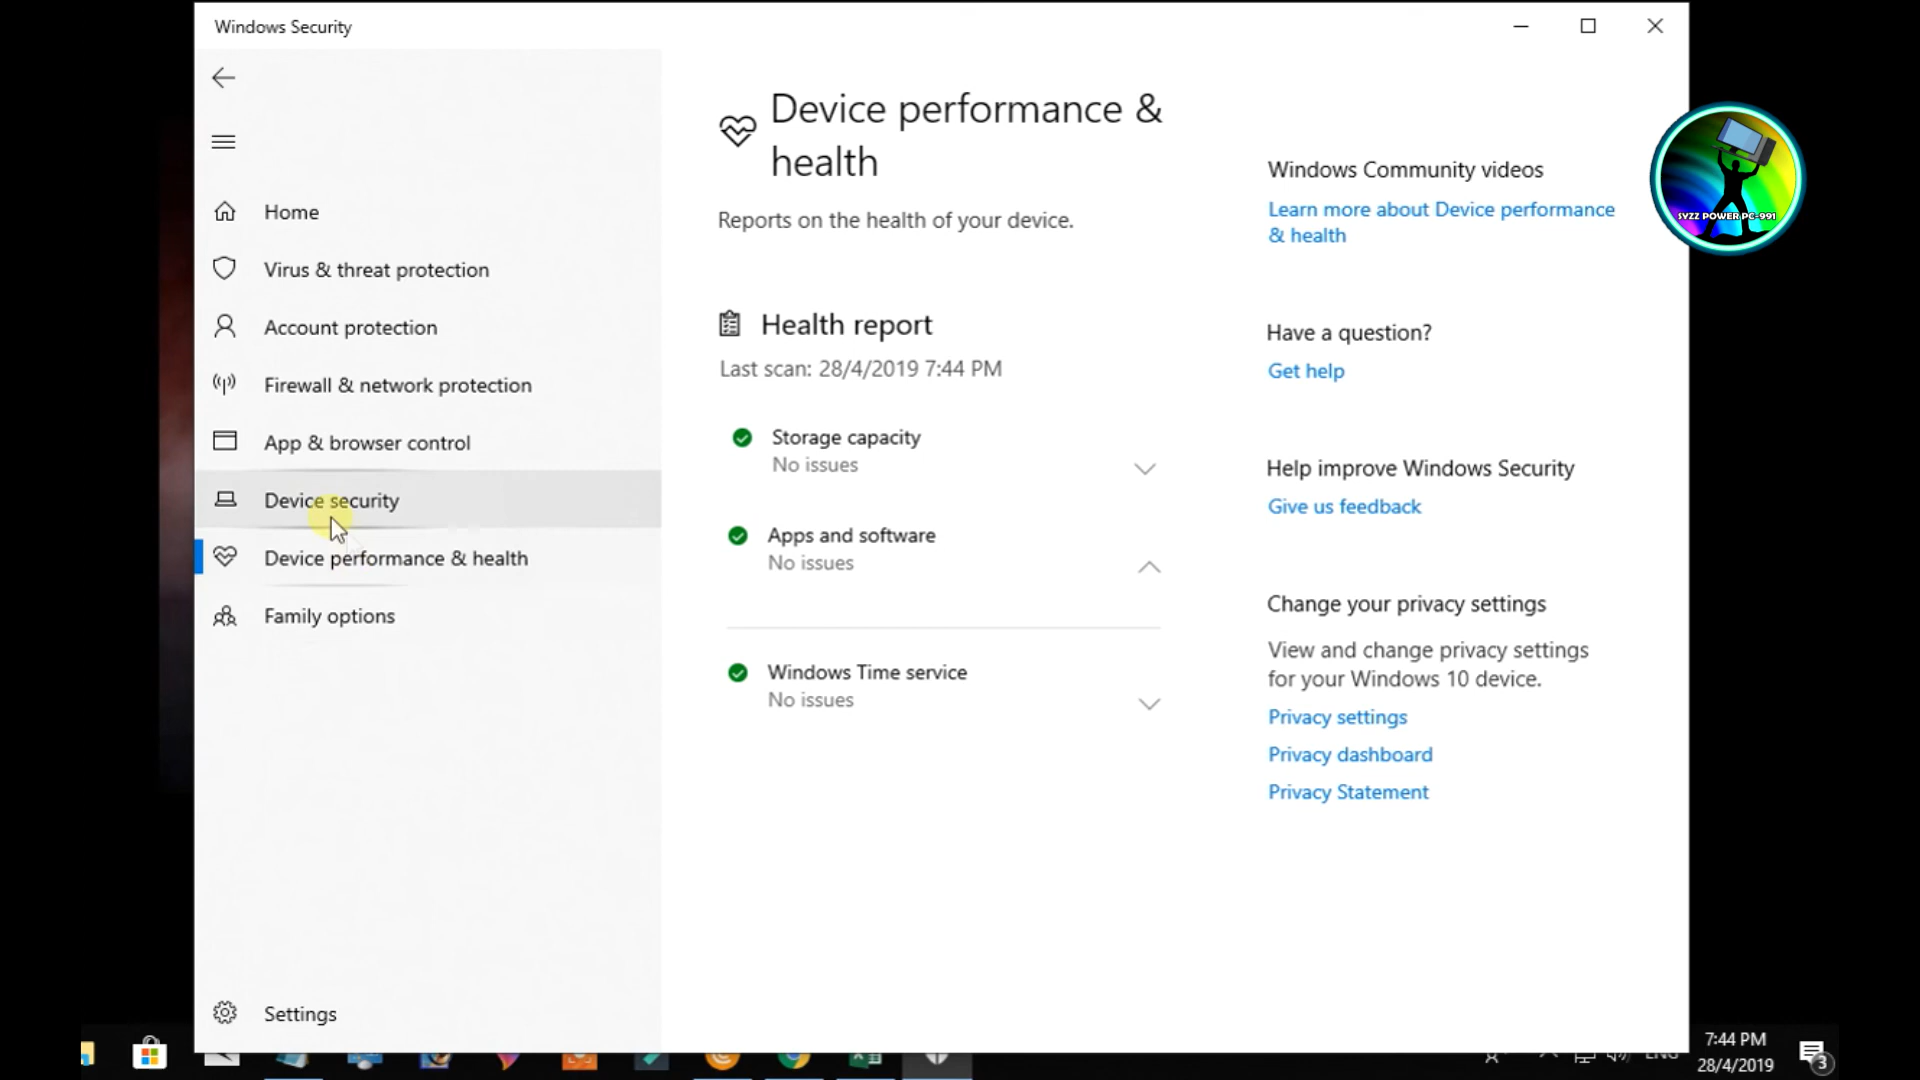 Windows Security
Home
Virus & threat protection
Account protection
Firewall & network protection
App & browser control
Device security
Device performance & health
Family options
Settings
Device performance &
health
Reports on the health of your device.
Health report
Last scan: 28/4/2019 7:44 PM
Storage capacity
No issues
Apps and software
No issues
Windows Time service
No issues
Windows Community videos
Learn more about Device performance
& health
Have a question?
Get help
Help improve Windows Security
Give us feedback
Change your privacy settings
View and change privacy settings
for your Windows 10 device.
Privacy settings
Privacy dashboard
Privacy Statement
SYZZ POWER PC-991
ENG
7:44 PM
28/4/2019
3